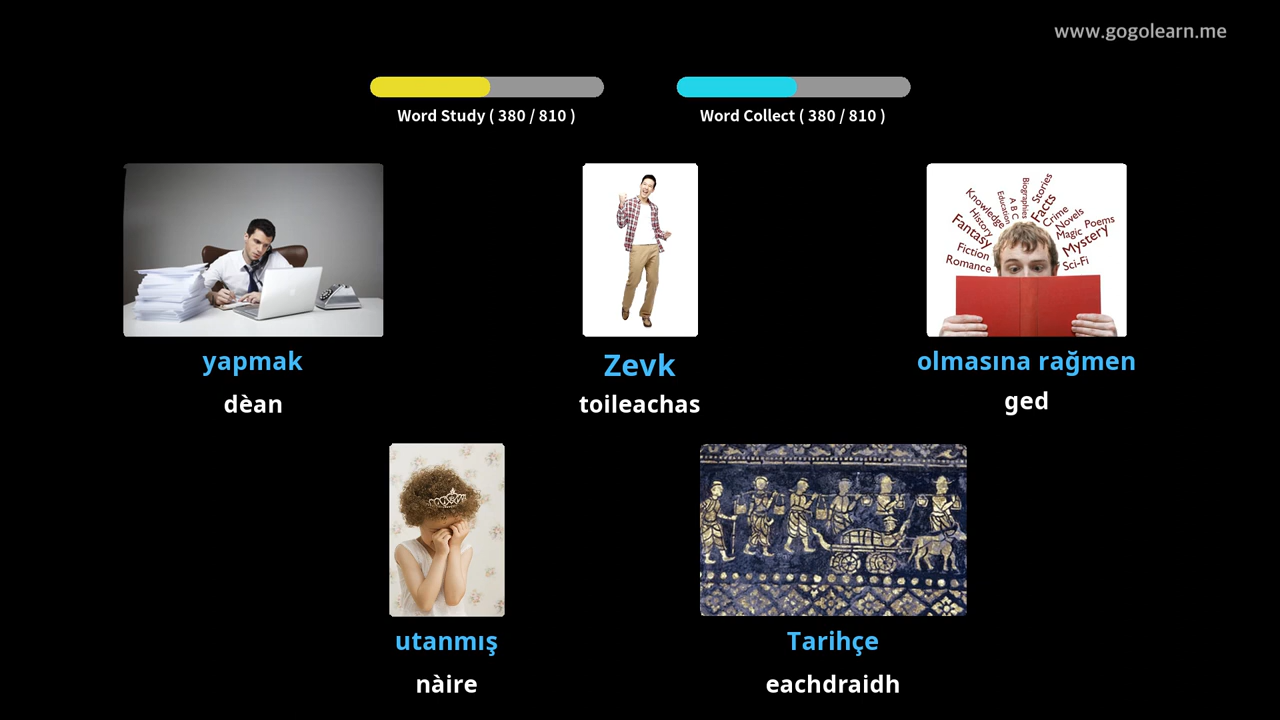 www.gogolearn.me
Word Study ( 380 / 810 )
Word Collect ( 380 / 810 )
Knowledge
History
Fantasy
Fiction
Romance
Education
A B C
Biographies
Stories
Facts
Crime
Novels
Magic
Poems
Mystery
Sci-Fi
yapmak
Zevk
olmasına rağmen
dèan
toileachas
ged
utanmış
Tarihçe
nàire
eachdraidh